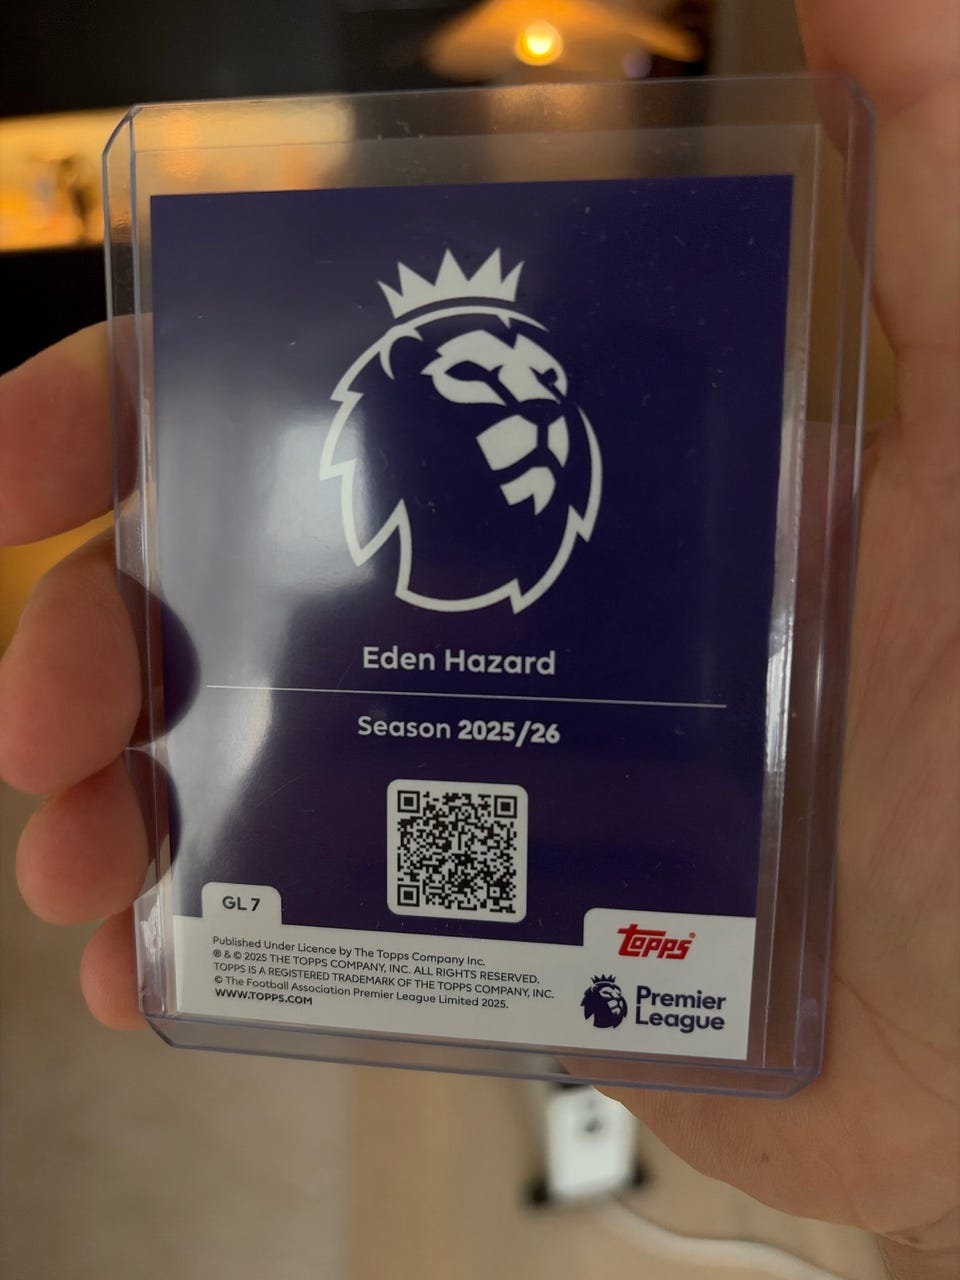 Eden Hazard
Season 2025/26
GL 7
Published Under Licence by The Topps Company Inc.
® & © 2025 THE TOPPS COMPANY, INC. ALL RIGHTS RESERVED.
TOPPS IS A REGISTERED TRADEMARK OF THE TOPPS COMPANY, INC.
© The Football Association Premier League Limited 2025.
WWW.TOPPS.COM
topps®
Premier
League